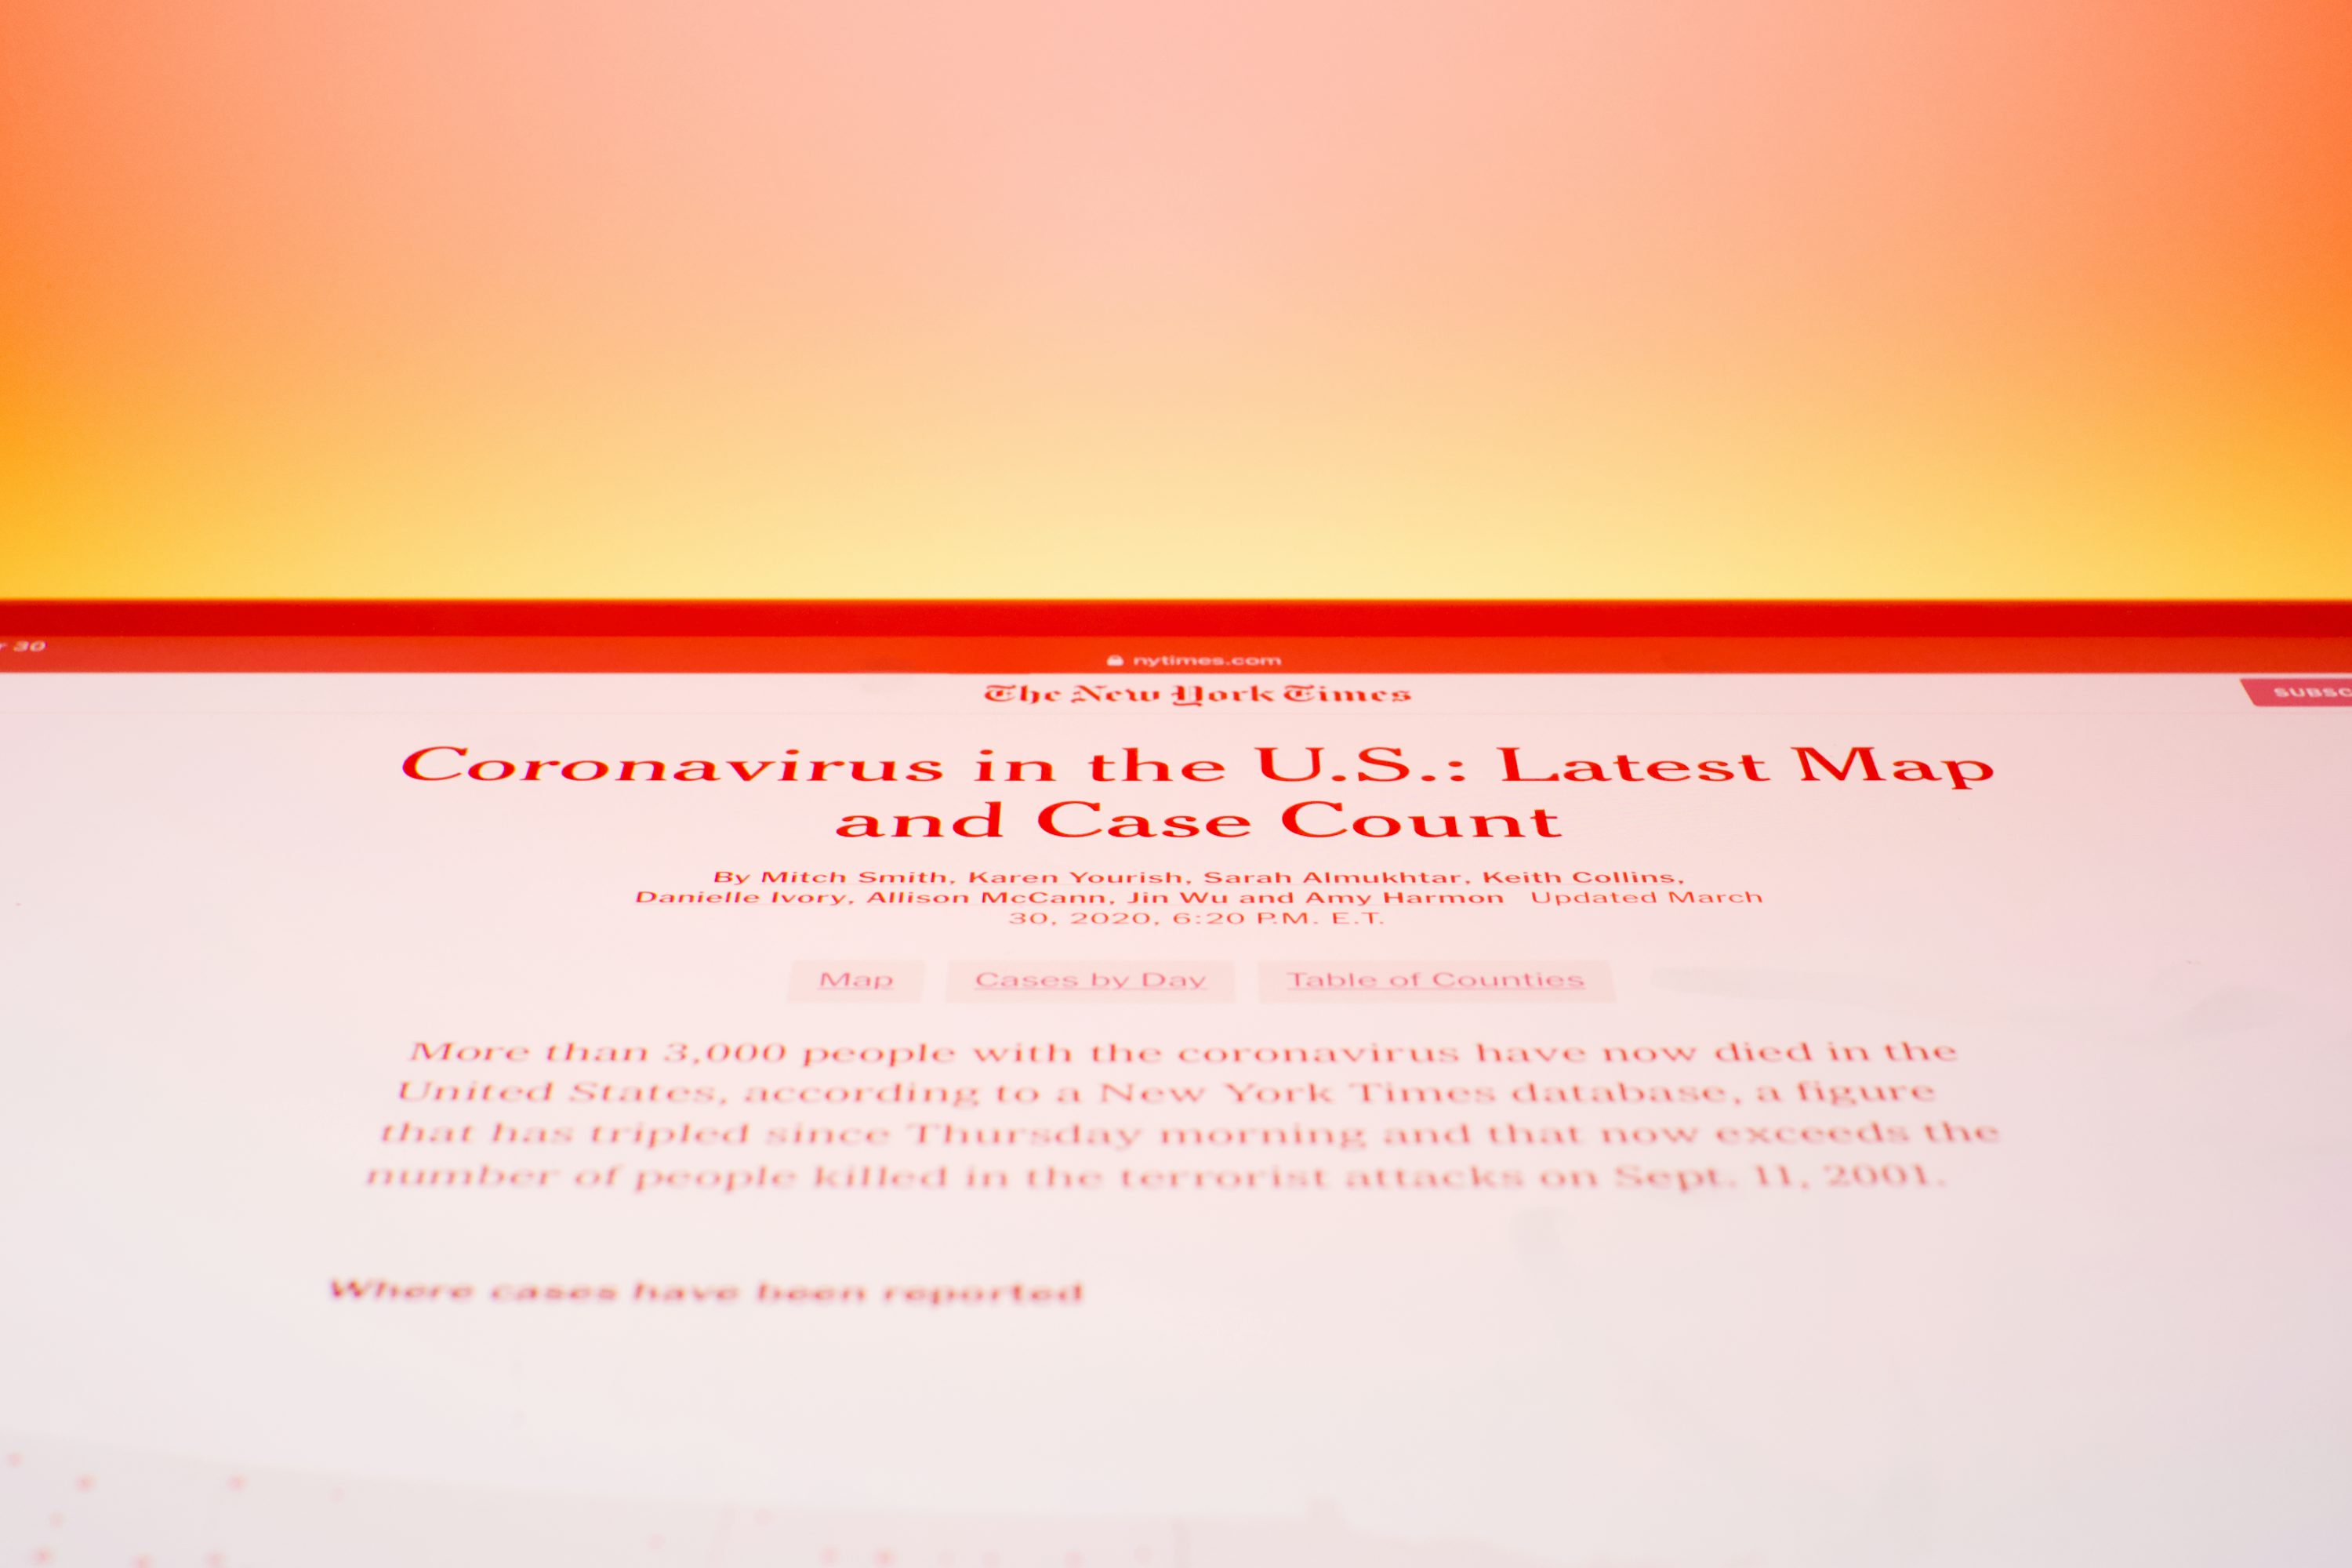 30
nytimes.com
The New York Times
Coronavirus in the U.S.: Latest Map
and Case Count
By Mitch Smith, Karen Yourish, Sarah Almukhtar, Keith Collins,
Danielle Ivory, Allison McCann, Jin Wu and Amy Harmon Updated March
30, 2020, 6:20 P.M. E.T.
Map Cases by Day Table of Counties
More than 3,000 people with the coronavirus have now died in the
United States, according to a New York Times database, a figure
that has tripled since Thursday morning and that now exceeds the
number of people killed in the terrorist attacks on Sept. 11, 2001.
Where cases have been reported